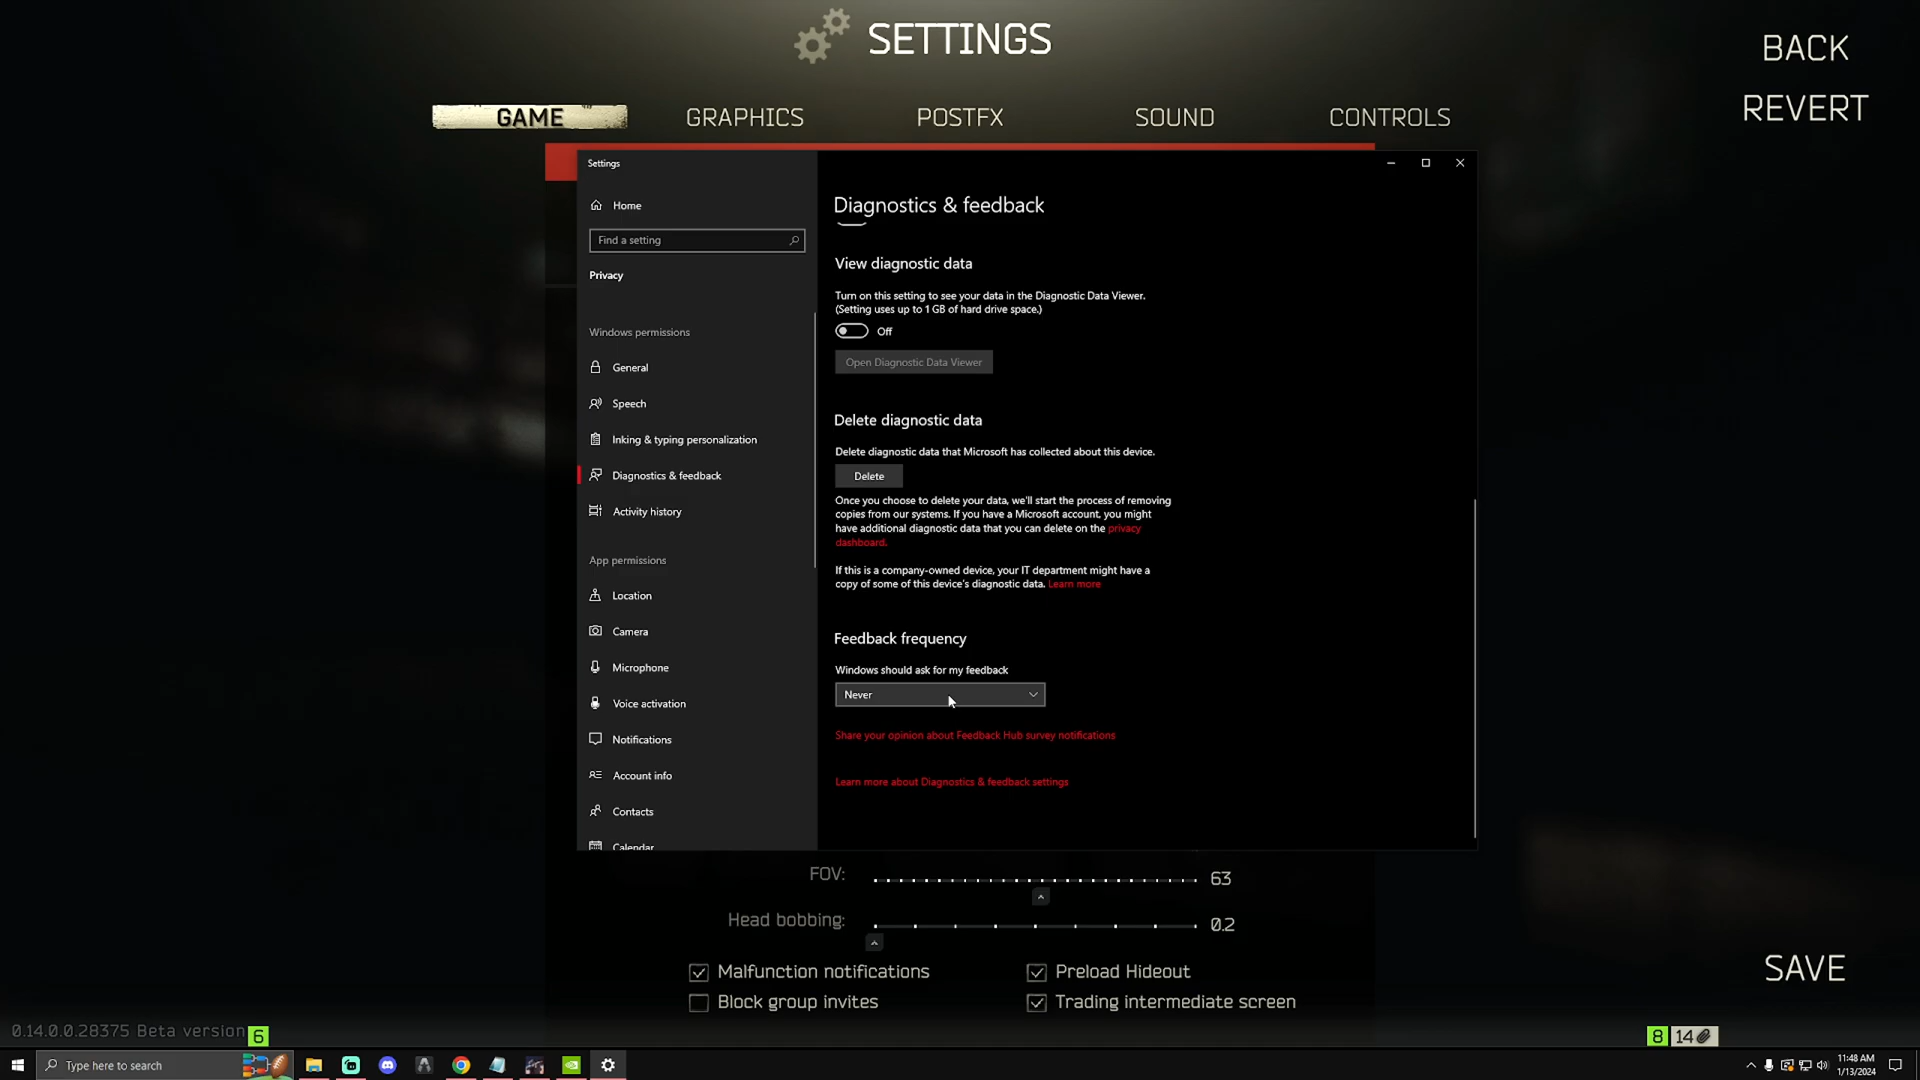 SETTINGS
BACK
REVERT
GAME
GRAPHICS
POSTFX
SOUND
CONTROLS
Settings
Home
Find a setting
Privacy
Windows permissions
General
Speech
Inking & typing personalization
Diagnostics & feedback
Activity history
App permissions
Location
Camera
Microphone
Voice activation
Notifications
Account info
Contacts
Calendar
Diagnostics & feedback
View diagnostic data
Turn on this setting to see your data in the Diagnostic Data Viewer.
(Setting uses up to 1 GB of hard drive space.)
Off
Open Diagnostic Data Viewer
Delete diagnostic data
Delete diagnostic data that Microsoft has collected about this device.
Delete
Once you choose to delete your data, we'll start the process of removing
copies from our systems. If you have a Microsoft account, you might
have additional diagnostic data that you can delete on the privacy
dashboard.
If this is a company-owned device, your IT department might have a
copy of some of this device's diagnostic data. Learn more
Feedback frequency
Windows should ask for my feedback
Never
Share your opinion about Feedback Hub survey notifications
Learn more about Diagnostics & feedback settings
FOV: 63
Head bobbing: 0.2
Malfunction notifications
Preload Hideout
Block group invites
Trading intermediate screen
SAVE
0.14.0.0.28375 Beta version 6
8 14
Type here to search
11:48 AM
1/13/2024